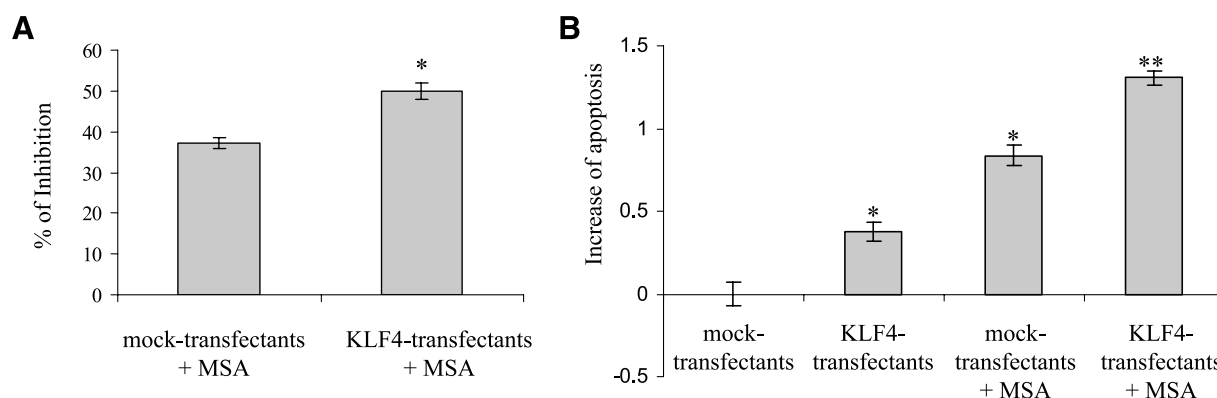 A
% of Inhibition
60
50
40
30
20
10
0
*
mock-transfectants
+ MSA
KLF4-transfectants
+ MSA
B
Increase of apoptosis
1.5
1
0.5
0
-0.5
*
*
**
mock-
transfectants
KLF4-
transfectants
mock-
transfectants
+ MSA
KLF4-
transfectants
+ MSA